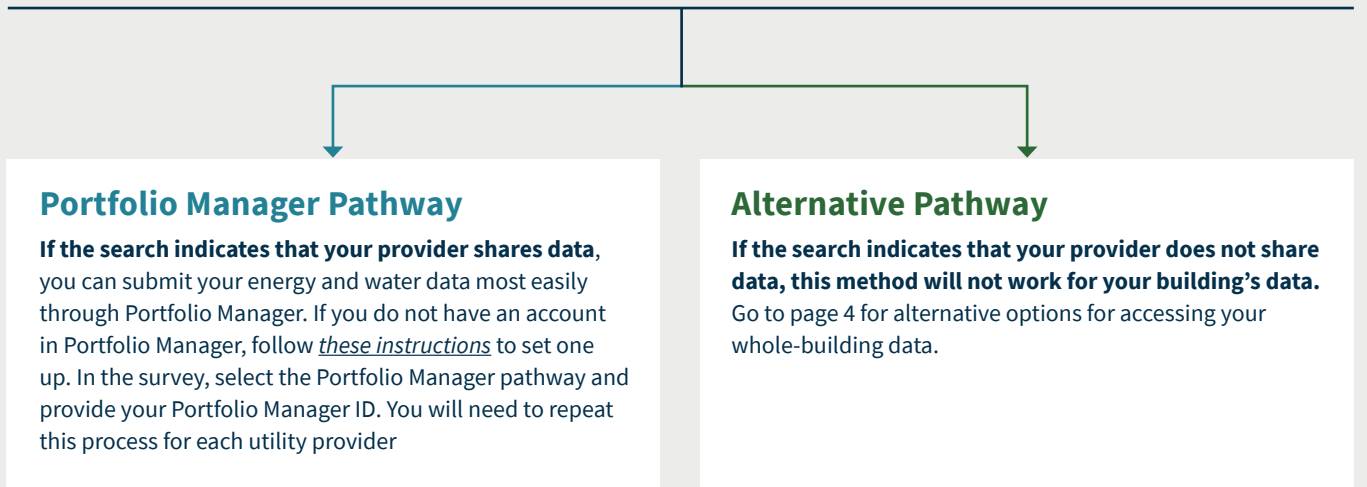 Portfolio Manager Pathway
If the search indicates that your provider shares data,
you can submit your energy and water data most easily
through Portfolio Manager. If you do not have an account
in Portfolio Manager, follow these instructions to set one
up. In the survey, select the Portfolio Manager pathway and
provide your Portfolio Manager ID. You will need to repeat
this process for each utility provider
Alternative Pathway
If the search indicates that your provider does not share
data, this method will not work for your building’s data.
Go to page 4 for alternative options for accessing your
whole-building data.